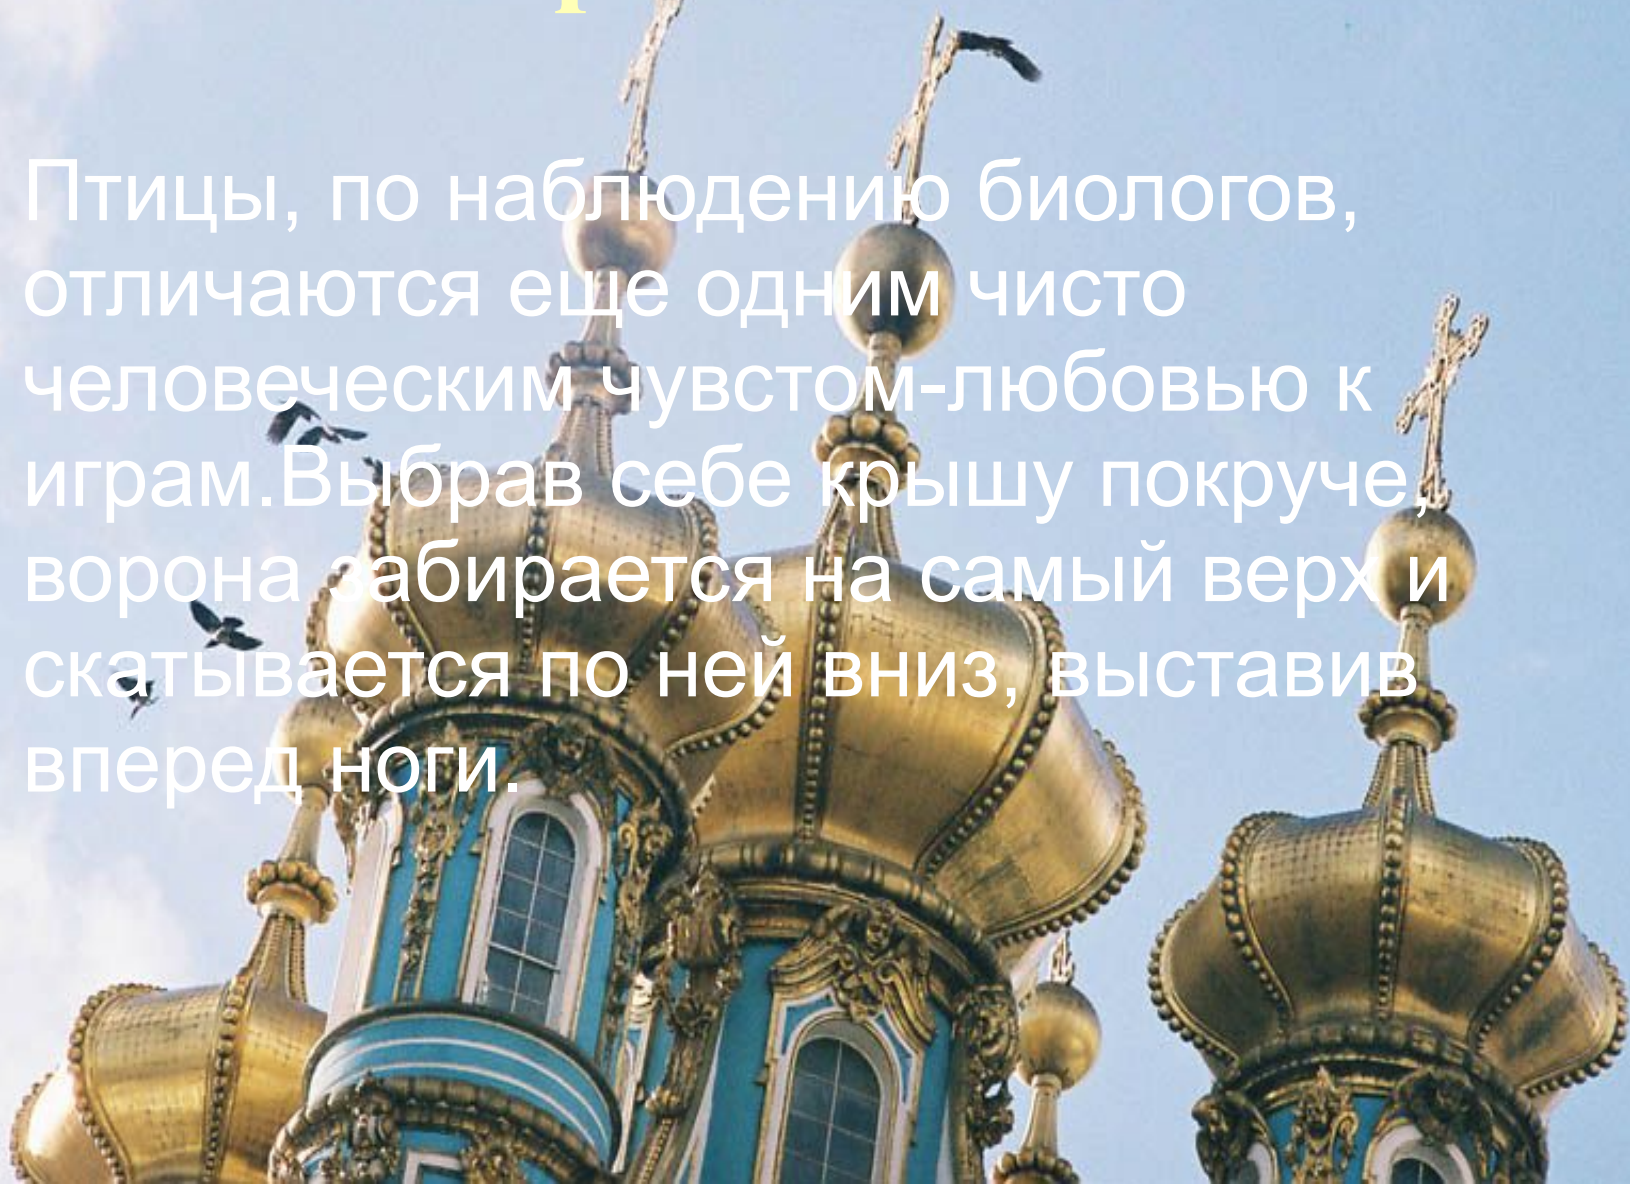 Птицы, по наблюдению биологов,
отличаются еще одним чисто
человеческим чувстом-любовью к
играм.Выбрав себе крышу покруче,
ворона забирается на самый верх и
скатывается по ней вниз, выставив
вперед ноги.